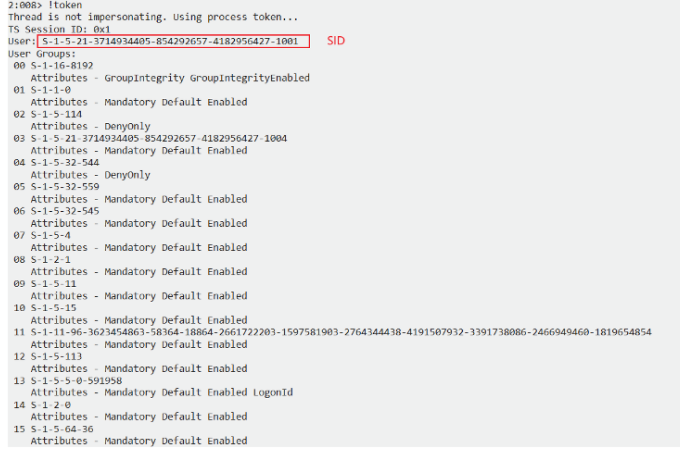 2:008> !token
Thread is not impersonating. Using process token...
TS Session ID: 0x1
User: S-1-5-21-3714934405-854292657-4182956427-1001 SID
User Groups:
00 S-1-16-8192
Attributes - GroupIntegrity GroupIntegrityEnabled
01 S-1-1-0
Attributes - Mandatory Default Enabled
02 S-1-5-114
Attributes - DenyOnly
03 S-1-5-21-3714934405-854292657-4182956427-1004
Attributes - Mandatory Default Enabled
04 S-1-5-32-544
Attributes - DenyOnly
05 S-1-5-32-559
Attributes - Mandatory Default Enabled
06 S-1-5-32-545
Attributes - Mandatory Default Enabled
07 S-1-5-4
Attributes - Mandatory Default Enabled
08 S-1-2-1
Attributes - Mandatory Default Enabled
09 S-1-5-11
Attributes - Mandatory Default Enabled
10 S-1-5-15
Attributes - Mandatory Default Enabled
11 S-1-11-96-3623454863-58364-18864-2661722203-1597581903-2764344438-4191507932-3391738086-2466949460-1819654854
Attributes - Mandatory Default Enabled
12 S-1-5-113
Attributes - Mandatory Default Enabled
13 S-1-5-5-0-591958
Attributes - Mandatory Default Enabled LogonId
14 S-1-2-0
Attributes - Mandatory Default Enabled
15 S-1-5-64-36
Attributes - Mandatory Default Enabled